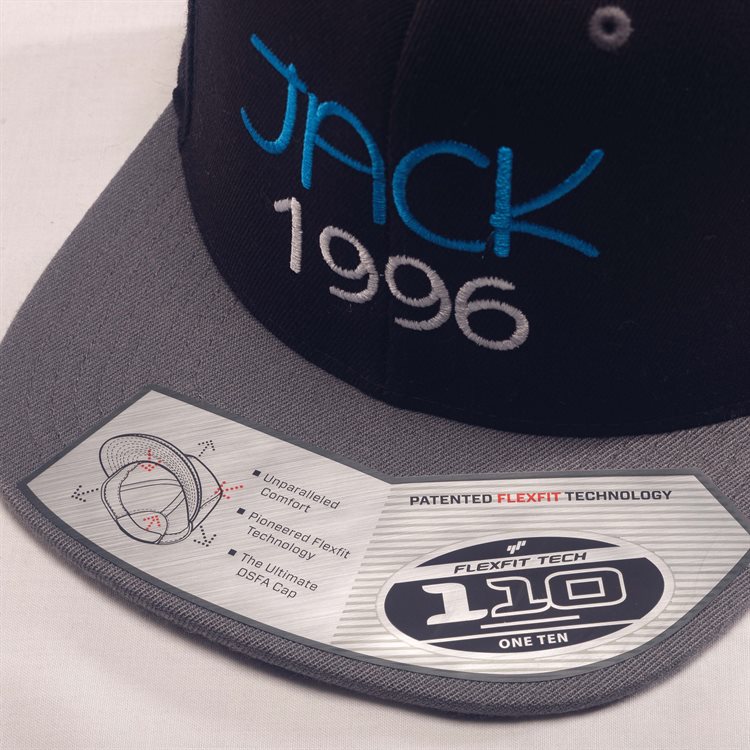 JACK
1996
Unparalleled
Comfort
Pioneered Flexfit
Technology
The Ultimate
DSFA Cap
PATENTED FLEXFIT TECHNOLOGY
FLEXFIT TECH
110
ONE TEN